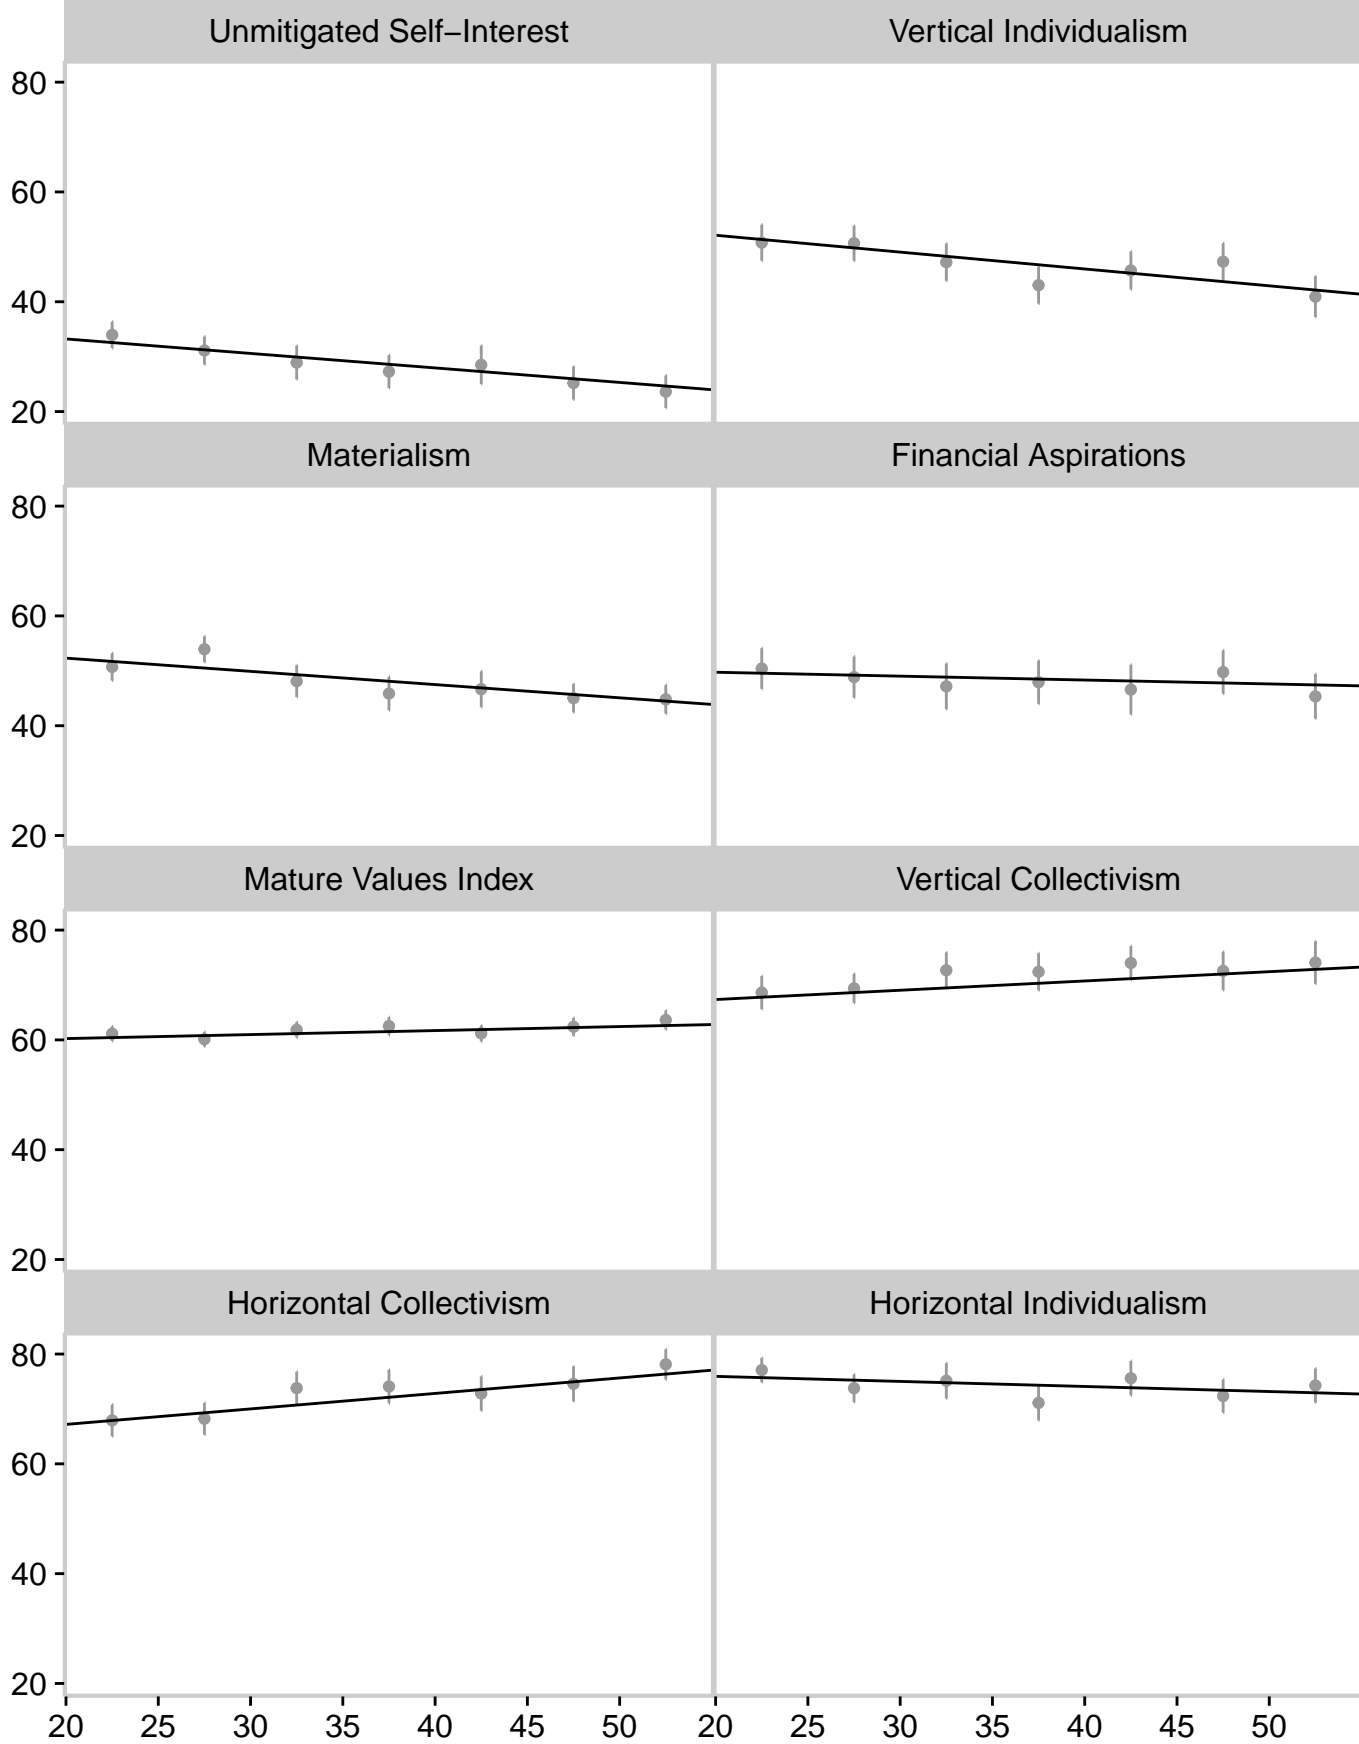 Unmitigated Self−Interest
Vertical Individualism
80
60
40
20
Materialism
Financial Aspirations
80
60
40
20
Mature Values Index
Vertical Collectivism
80
60
40
20
Horizontal Collectivism
Horizontal Individualism
80
60
40
20
20 25 30 35 40 45 50 20 25 30 35 40 45 50